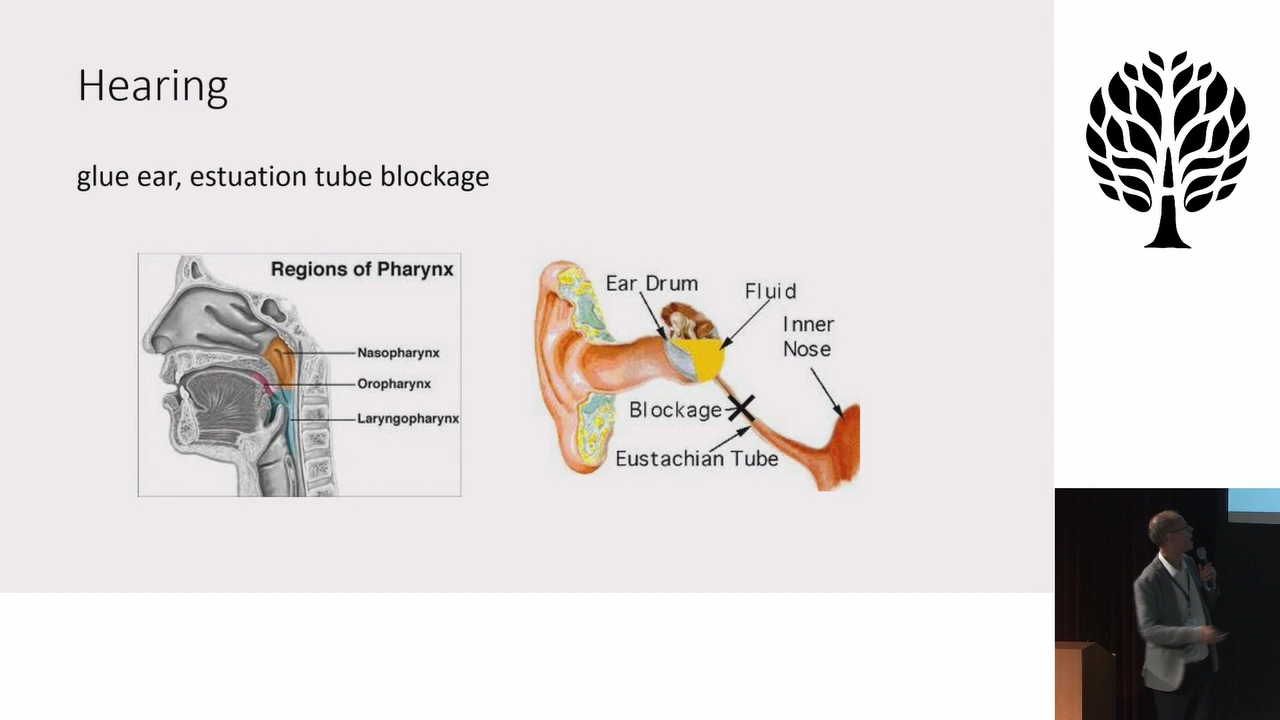 Hearing
glue ear, estuation tube blockage
Regions of Pharynx
Nasopharynx
Oropharynx
Laryngopharynx
Ear Drum
Fluid
Inner
Nose
Blockage
Eustachian Tube